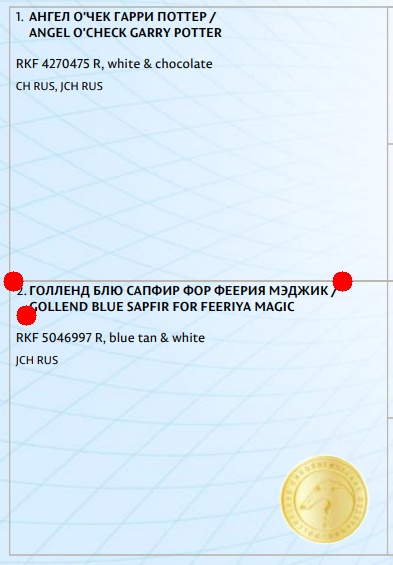 1. АНГЕЛ О'ЧЕК ГАРРИ ПОТТЕР /
ANGEL O'CHECK GARRY POTTER
RKF 4270475 R, white & chocolate
CH RUS, JCH RUS
2. ГОЛЛЕНД БЛЮ САПФИР ФОР ФЕЕРИЯ МЭДЖИК /
GOLLEND BLUE SAPFIR FOR FEERIYA MAGIC
RKF 5046997 R, blue tan & white
JCH RUS